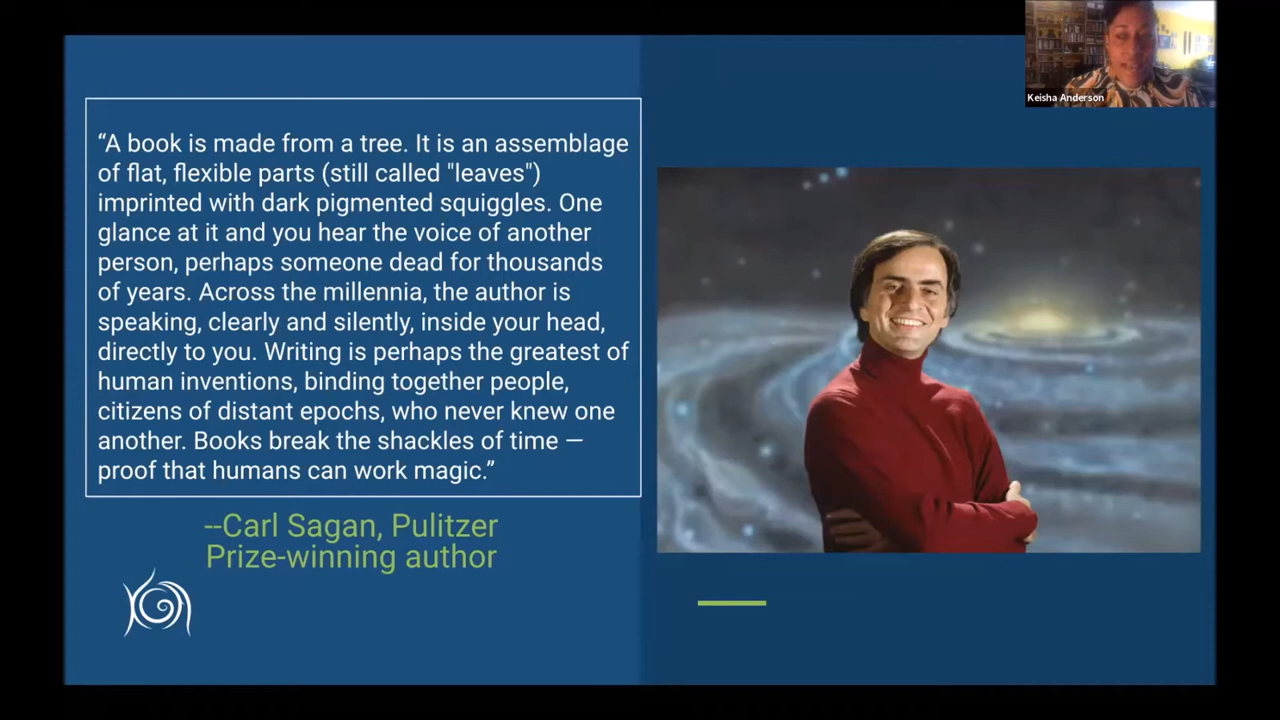 Keisha Anderson
“A book is made from a tree. It is an assemblage
of flat, flexible parts (still called "leaves")
imprinted with dark pigmented squiggles. One
glance at it and you hear the voice of another
person, perhaps someone dead for thousands
of years. Across the millennia, the author is
speaking, clearly and silently, inside your head,
directly to you. Writing is perhaps the greatest of
human inventions, binding together people,
citizens of distant epochs, who never knew one
another. Books break the shackles of time —
proof that humans can work magic.”
--Carl Sagan, Pulitzer
Prize-winning author